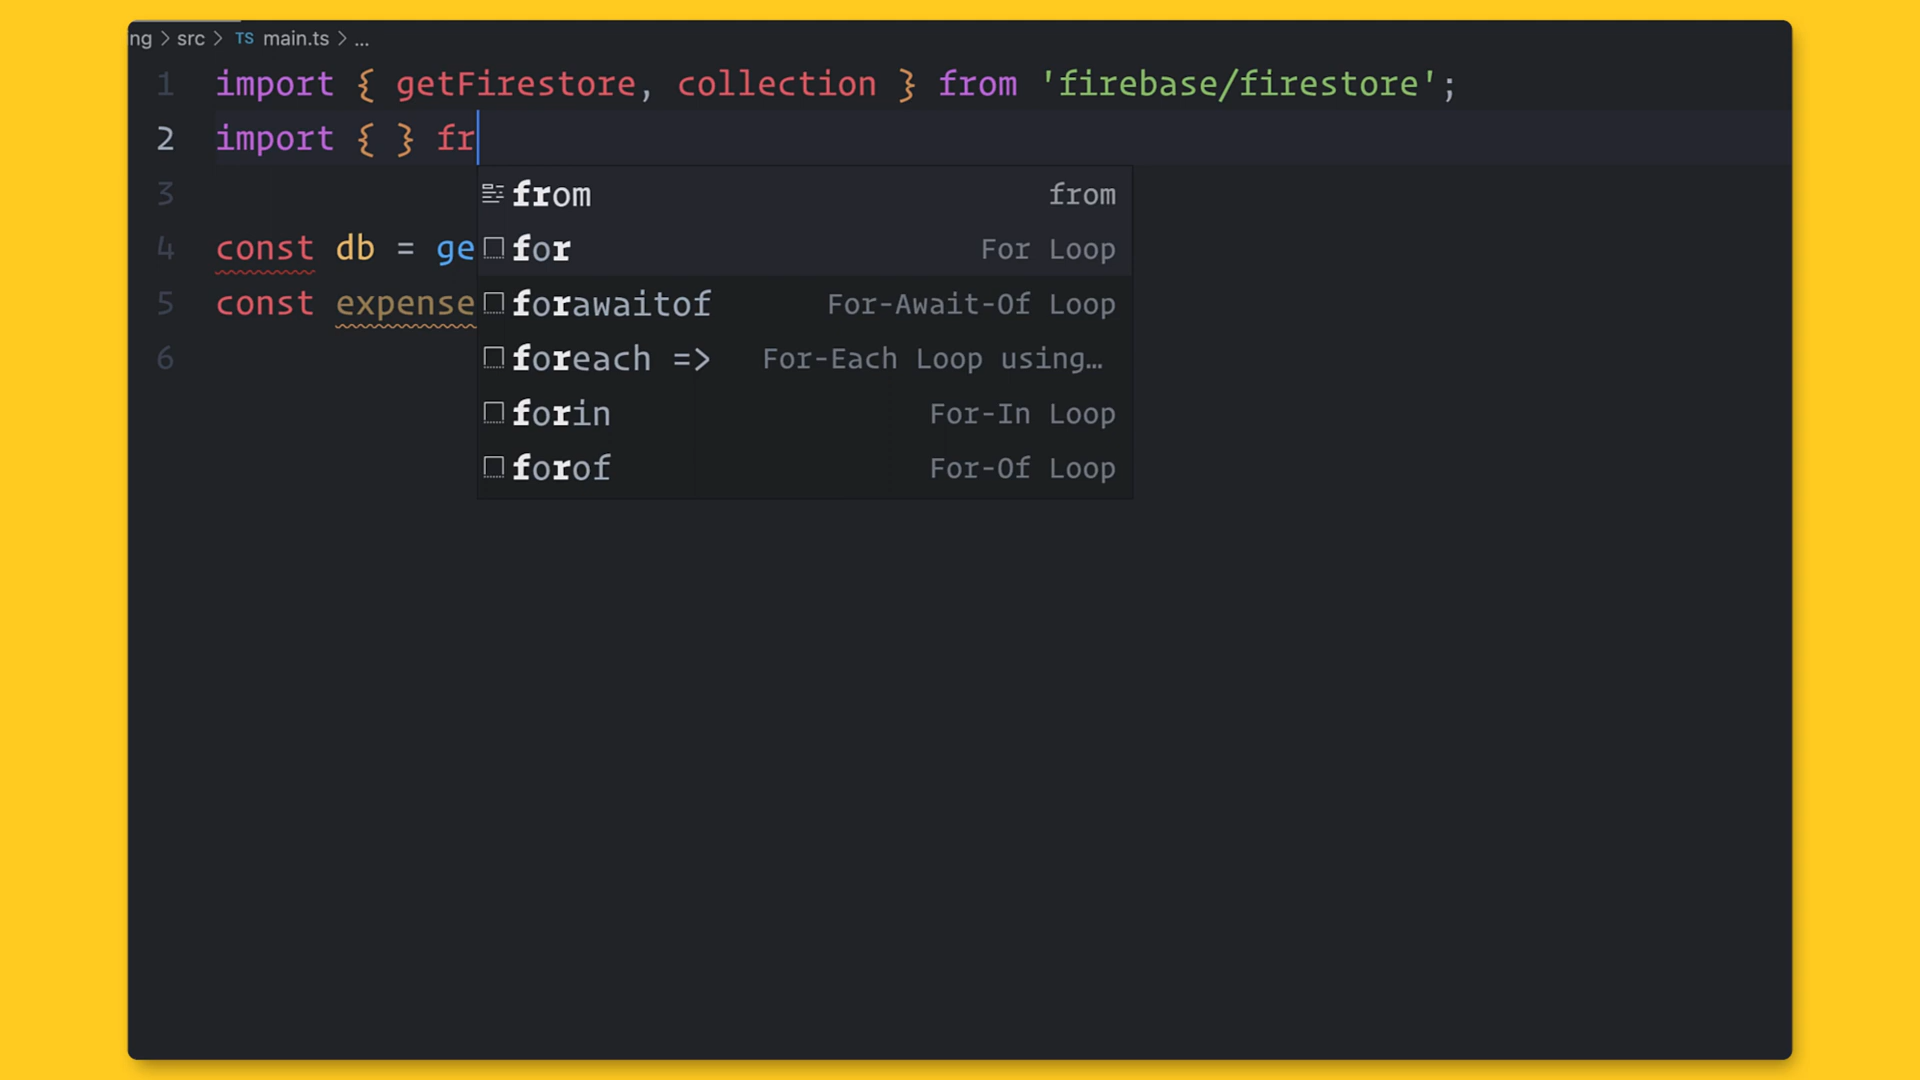 ng > src > TS main.ts > ...
1 import { getFirestore, collection } from 'firebase/firestore';
2 import { } fr
3
4 const db = ge
5 const expense
6
from from
for For Loop
forawaitof For-Await-Of Loop
foreach => For-Each Loop using…
forin For-In Loop
forof For-Of Loop